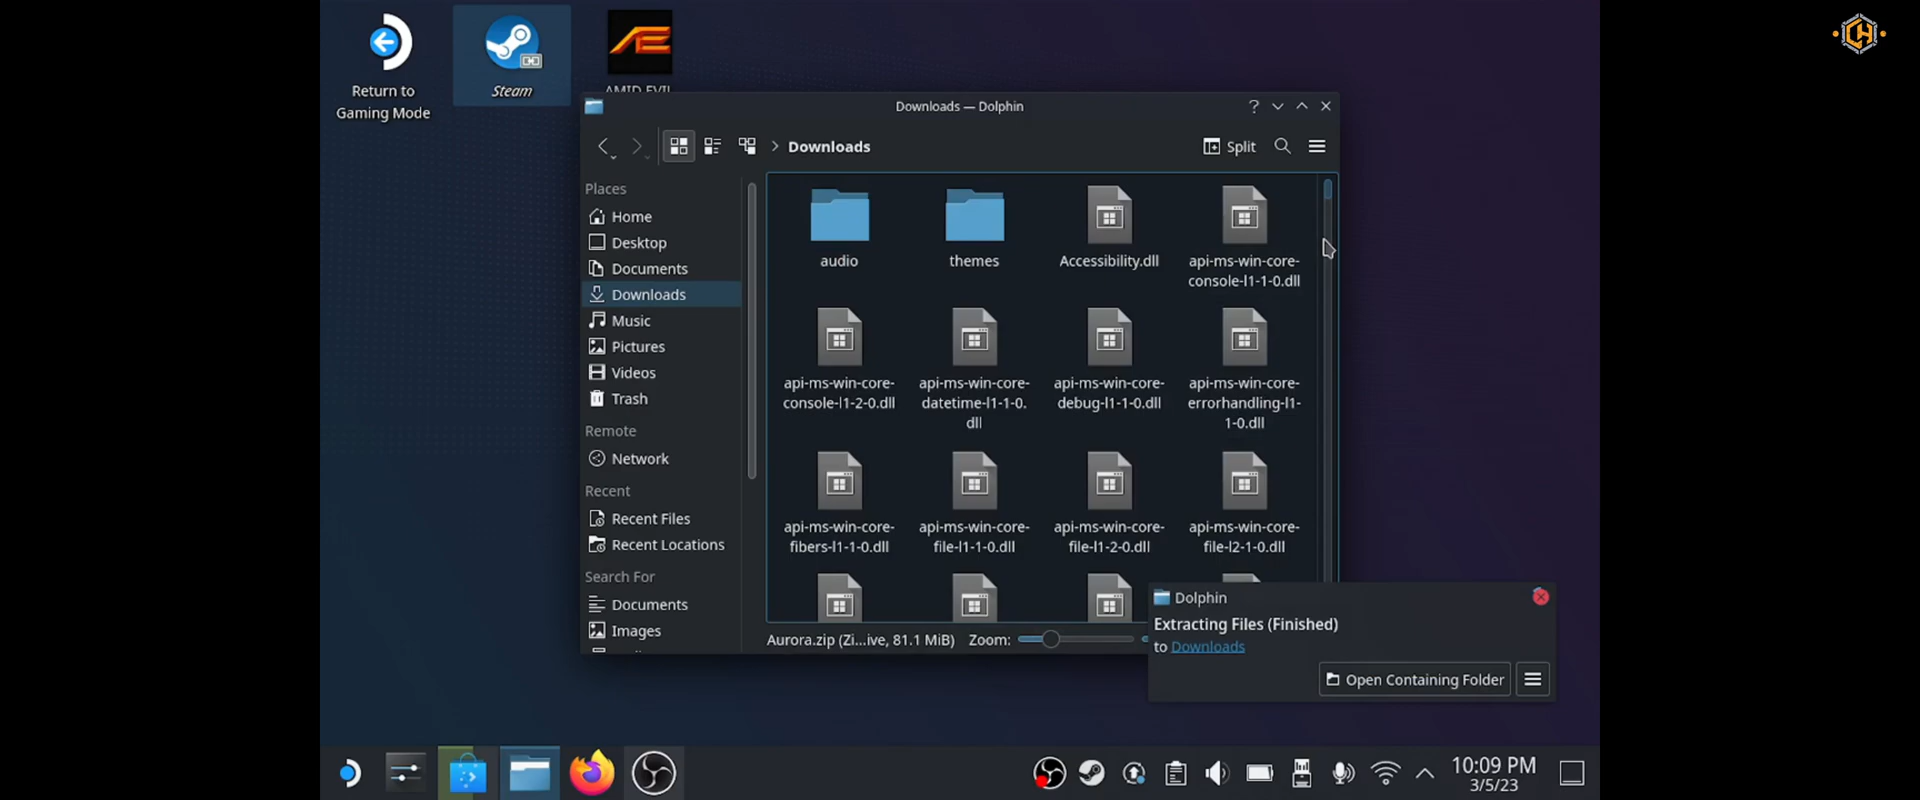 Return to
Gaming Mode
Steam
AMID EVIL
Downloads — Dolphin
Downloads
Split
Places
Home
Desktop
Documents
Downloads
Music
Pictures
Videos
Trash
Remote
Network
Recent
Recent Files
Recent Locations
Search For
Documents
Images
audio
themes
Accessibility.dll
api-ms-win-core-
console-l1-1-0.dll
api-ms-win-core-
console-l1-2-0.dll
api-ms-win-core-
datetime-l1-1-0.
dll
api-ms-win-core-
debug-l1-1-0.dll
api-ms-win-core-
errorhandling-l1-
1-0.dll
api-ms-win-core-
fibers-l1-1-0.dll
api-ms-win-core-
file-l1-1-0.dll
api-ms-win-core-
file-l1-2-0.dll
api-ms-win-core-
file-l2-1-0.dll
Aurora.zip (Zi...ive, 81.1 MiB)
Zoom:
Dolphin
Extracting Files (Finished)
to Downloads
Open Containing Folder
10:09 PM
3/5/23